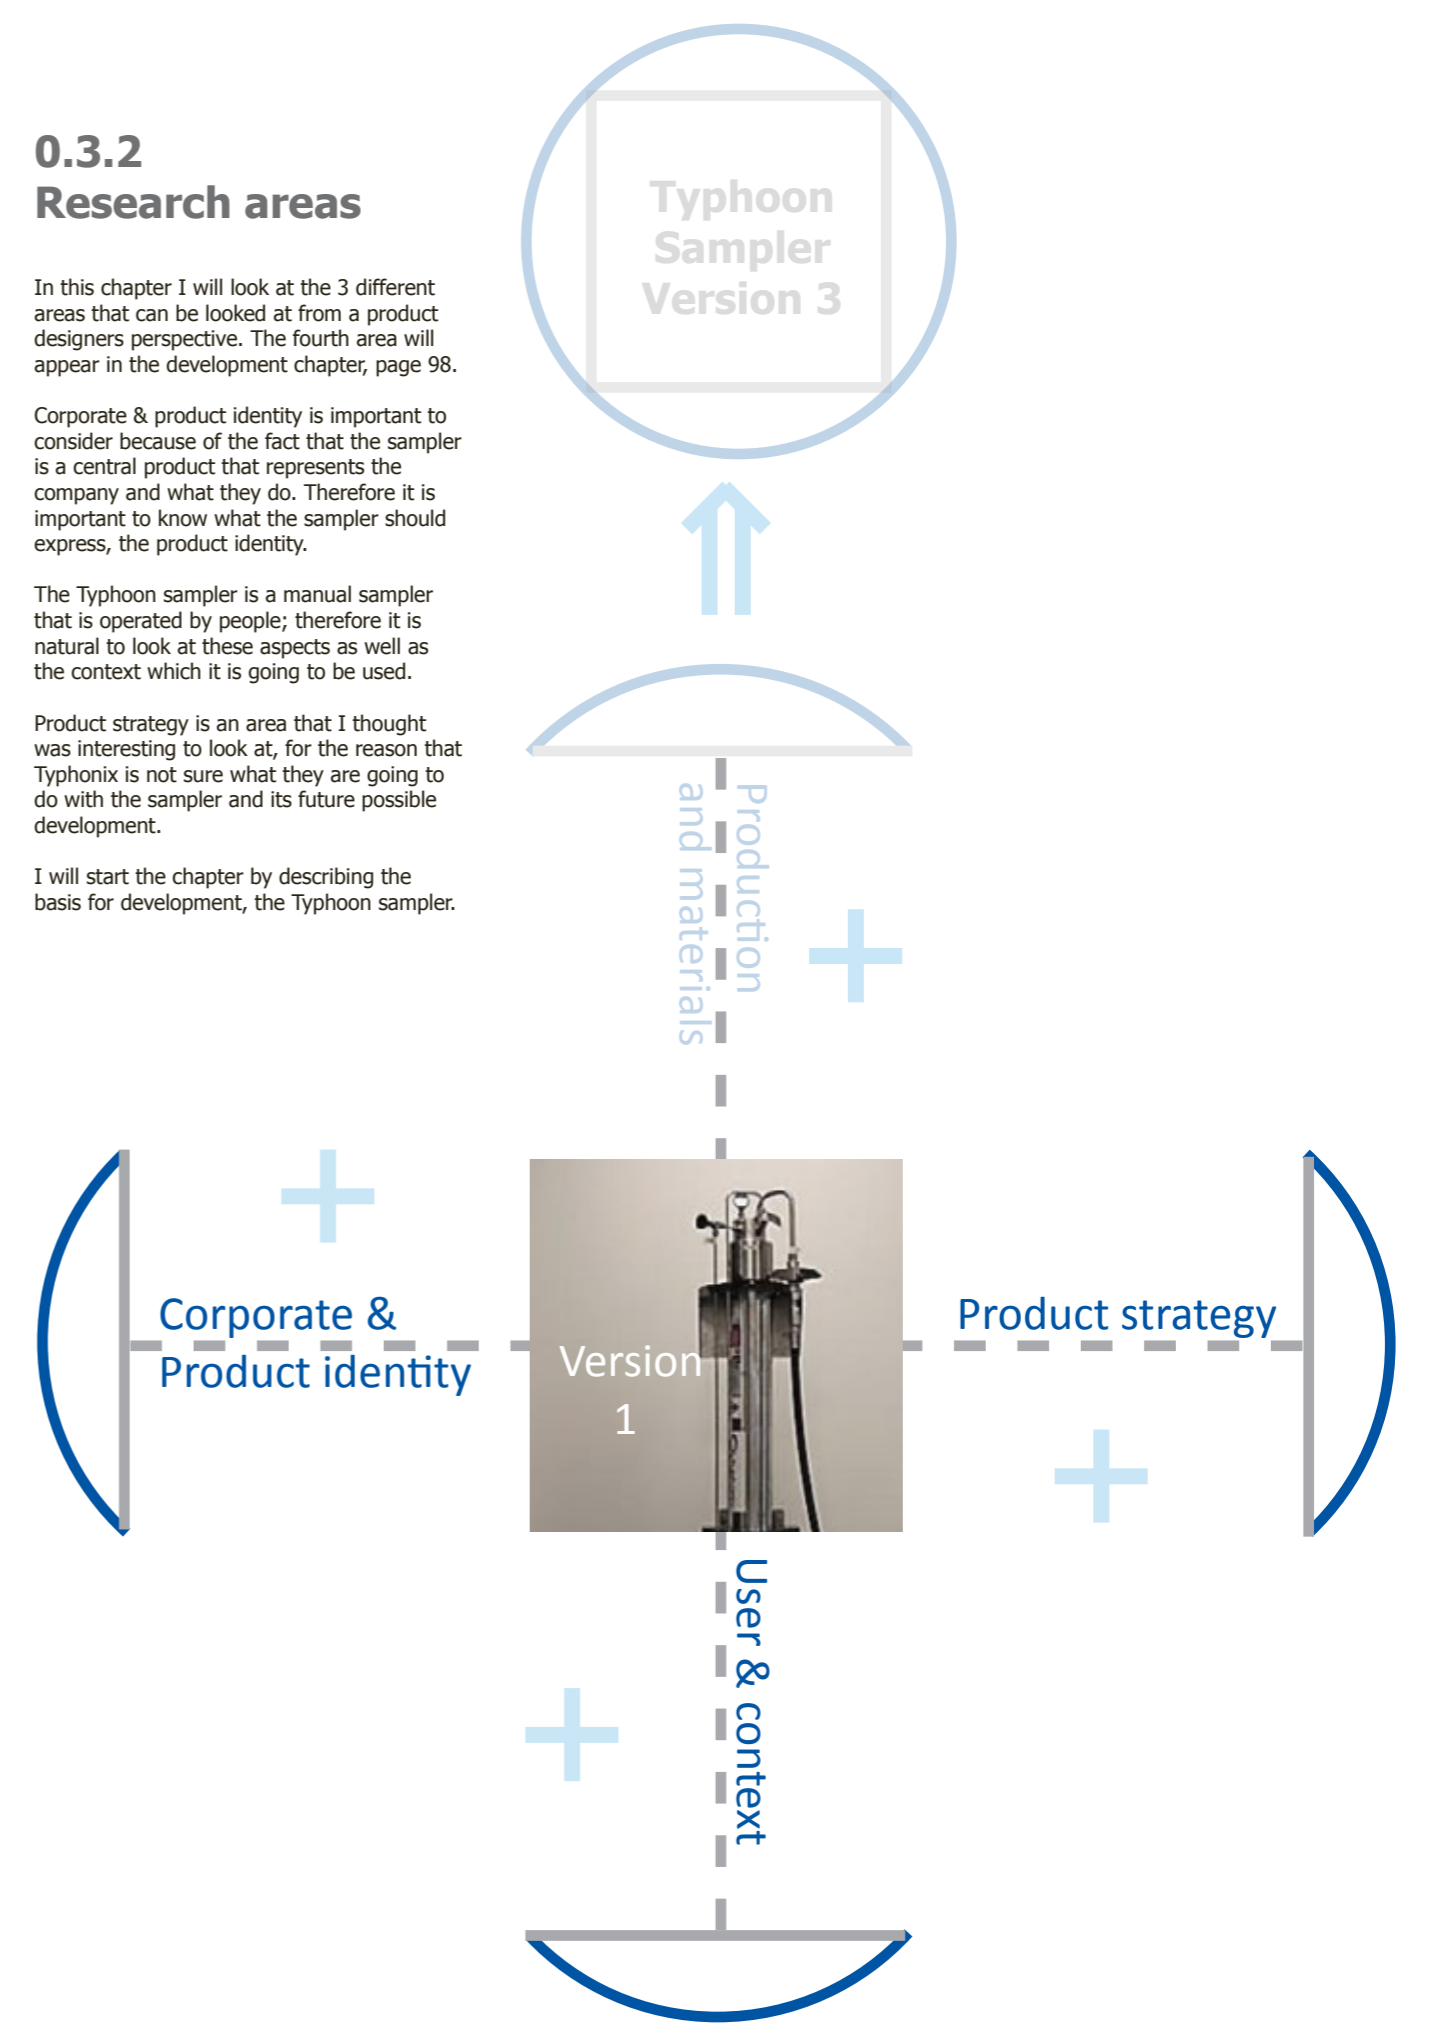 0.3.2
Research areas
In this chapter I will look at the 3 different
areas that can be looked at from a product
designers perspective. The fourth area will
appear in the development chapter, page 98.
Corporate & product identity is important to
consider because of the fact that the sampler
is a central product that represents the
company and what they do. Therefore it is
important to know what the sampler should
express, the product identity.
The Typhoon sampler is a manual sampler
that is operated by people; therefore it is
natural to look at these aspects as well as
the context which it is going to be used.
Product strategy is an area that I thought
was interesting to look at, for the reason that
Typhonix is not sure what they are going to
do with the sampler and its future possible
development.
I will start the chapter by describing the
basis for development, the Typhoon sampler.
Typhoon
Sampler
Version 3
Production
and materials
Corporate &
Product identity
Version
1
Product strategy
User & context